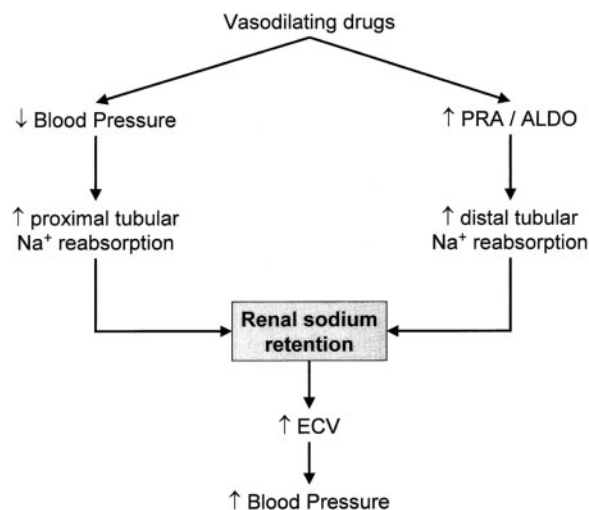 Vasodilating drugs
↓ Blood Pressure
↑ PRA / ALDO
↑ proximal tubular
Na⁺ reabsorption
↑ distal tubular
Na⁺ reabsorption
Renal sodium
retention
↑ ECV
↑ Blood Pressure